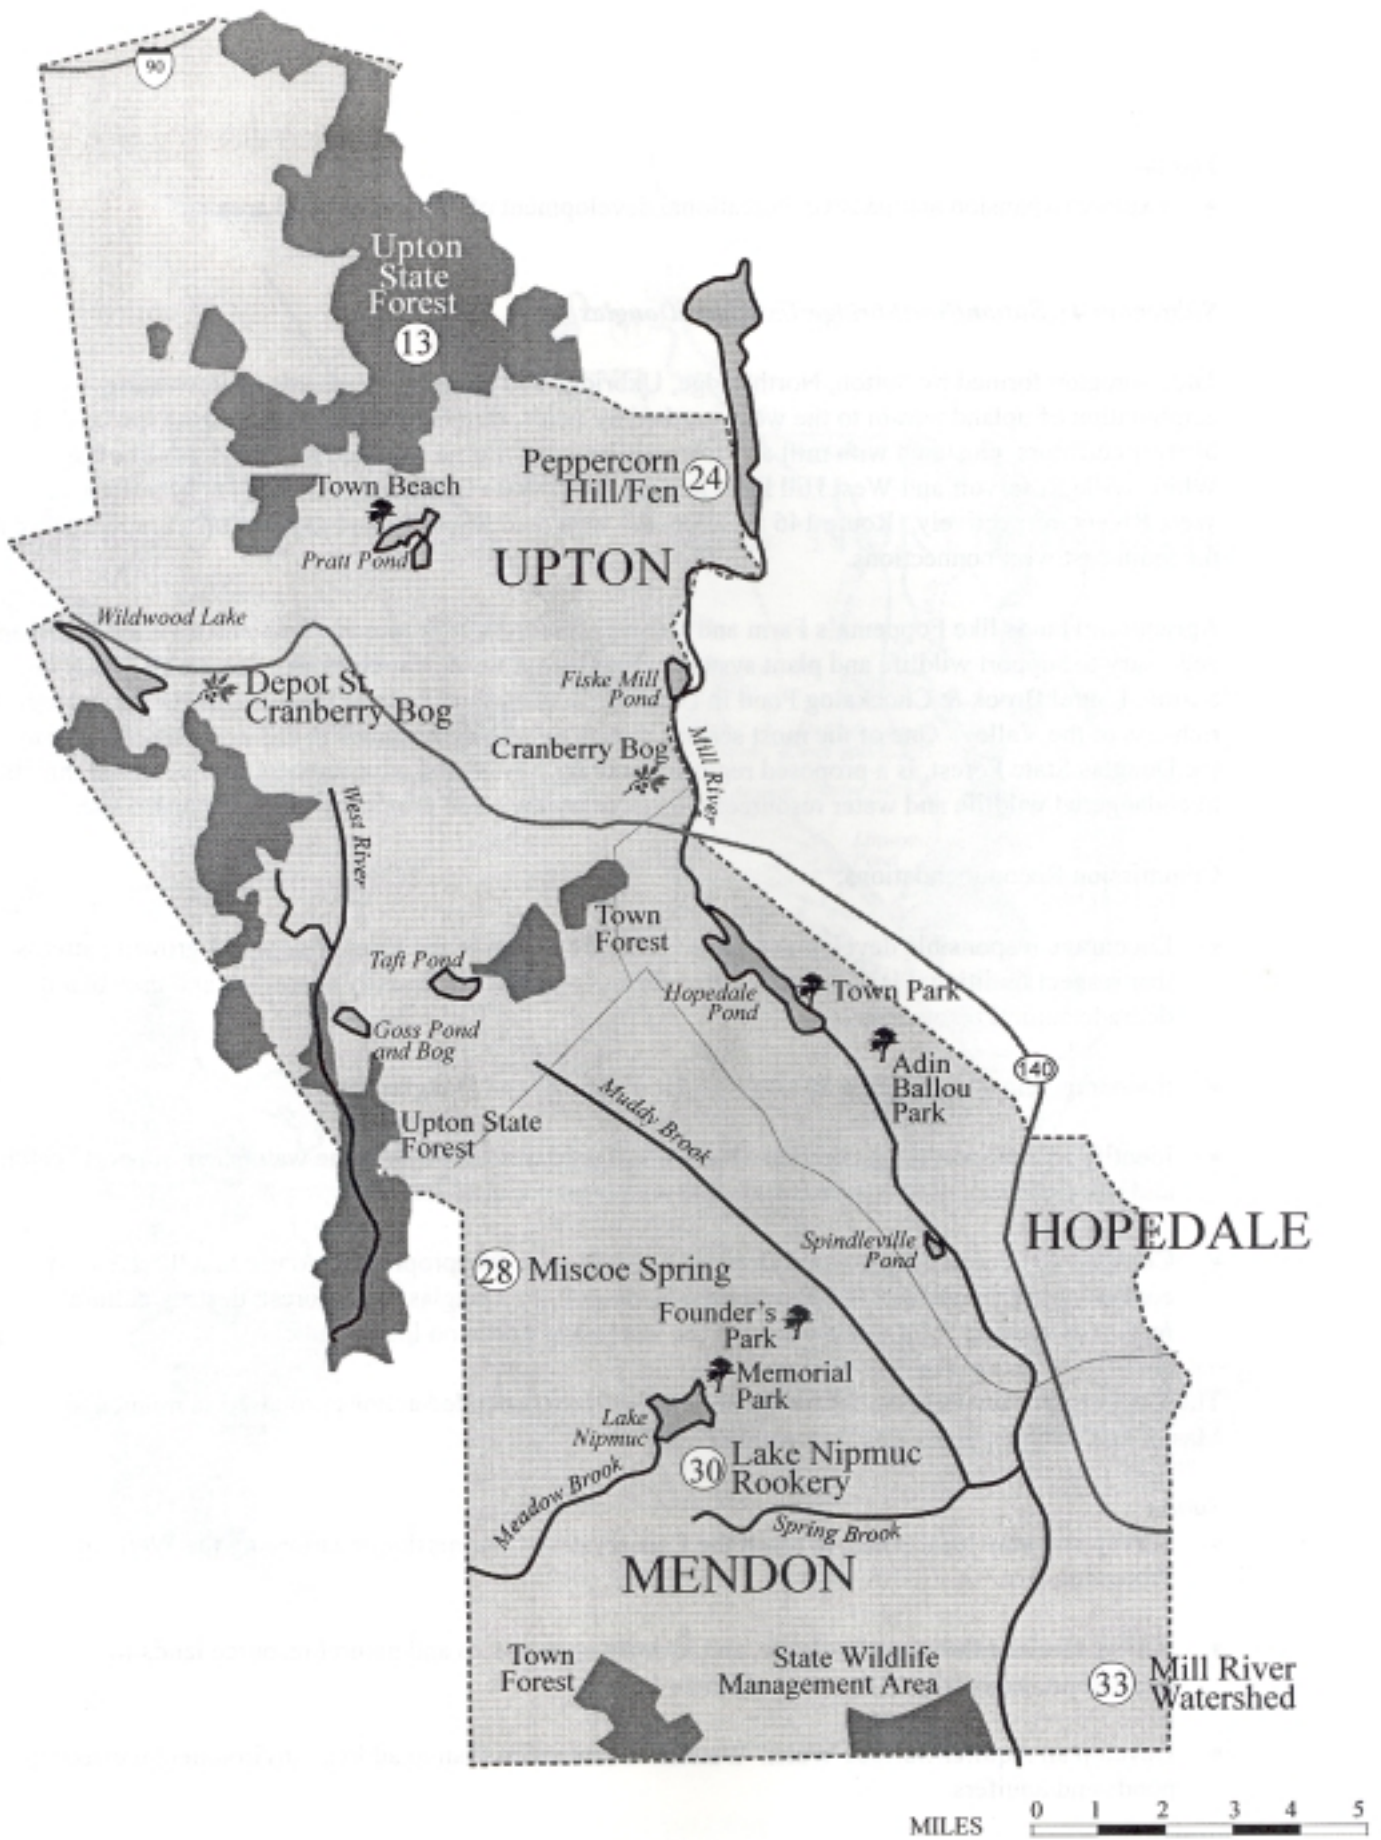 90
Upton
State
Forest
13
Peppercorn
Hill/Fen
24
Town Beach
Pratt Pond
UPTON
Wildwood Lake
Depot St.
Cranberry Bog
Fiske Mill
Pond
Cranberry Bog
Mill River
West River
Town
Forest
Taft Pond
Hopedale
Pond
Town Park
Goss Pond
and Bog
Adin
Ballou
Park
140
Muddy Brook
Upton State
Forest
HOPEDALE
Spindleville
Pond
28
Miscoe Spring
Founder's
Park
Memorial
Park
Lake
Nipmuc
30
Lake Nipmuc
Rookery
Meadow Brook
Spring Brook
MENDON
Town
Forest
State Wildlife
Management Area
33
Mill River
Watershed
0 1 2 3 4 5
MILES